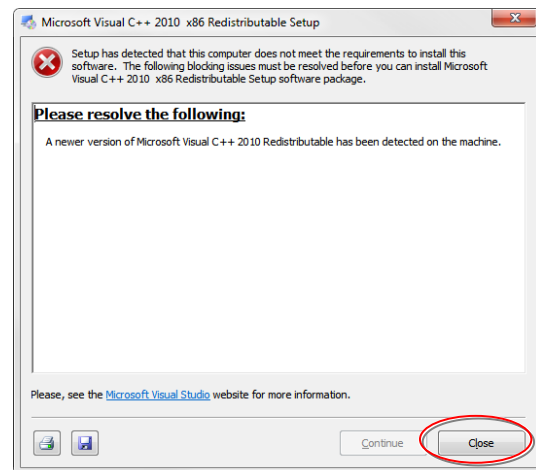 Microsoft Visual C++ 2010  x86 Redistributable Setup
Setup has detected that this computer does not meet the requirements to install this
software.  The following blocking issues must be resolved before you can install Microsoft
Visual C++ 2010  x86 Redistributable Setup software package.
Please resolve the following:
A newer version of Microsoft Visual C++ 2010 Redistributable has been detected on the machine.
Please, see the Microsoft Visual Studio website for more information.
Continue
Close